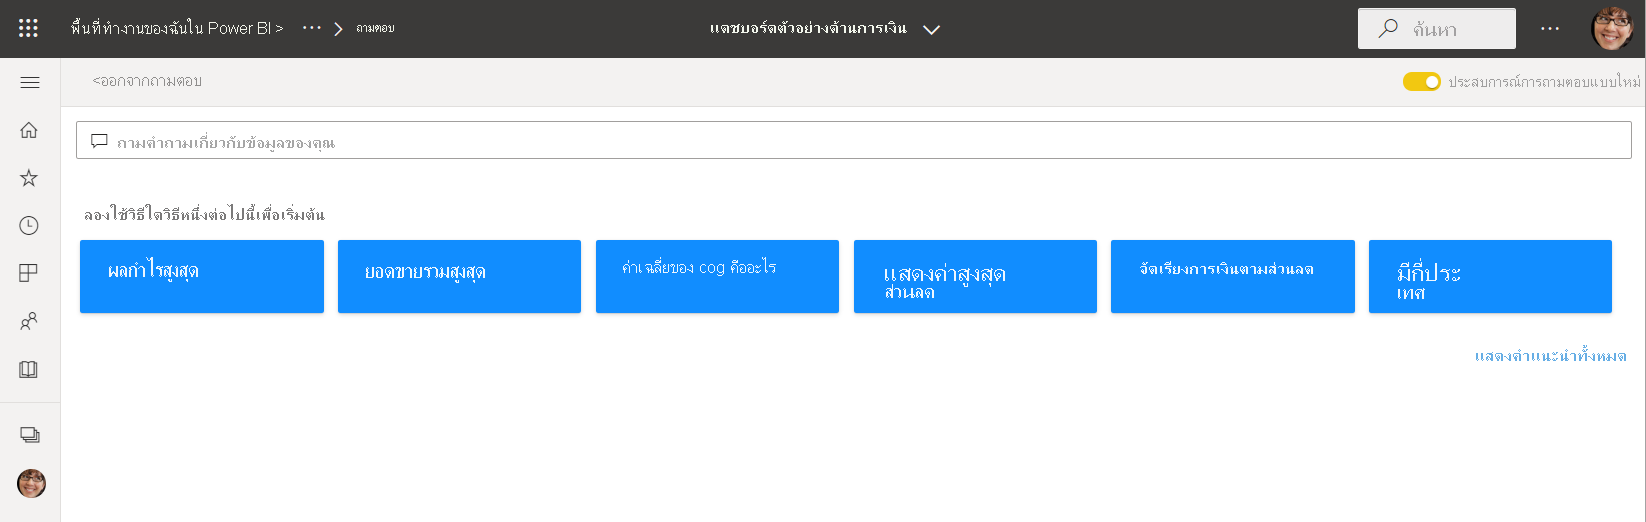 พื้นที่ทำงานของฉันใน Power BI > ... > ถามตอบ
แดชบอร์ดตัวอย่างด้านการเงิน
ค้นหา
<ออกจากถามตอบ
ประสบการณ์การถามตอบแบบใหม่
ถามคำถามเกี่ยวกับข้อมูลของคุณ
ลองใช้วิธีใดวิธีหนึ่งต่อไปนี้เพื่อเริ่มต้น
ผลกำไรสูงสุด
ยอดขายรวมสูงสุด
ค่าเฉลี่ยของ cog คืออะไร
แสดงค่าสูงสุด
ส่วนลด
จัดเรียงการเงินตามส่วนลด
มีกี่ประ
เทศ
แสดงคำแนะนำทั้งหมด